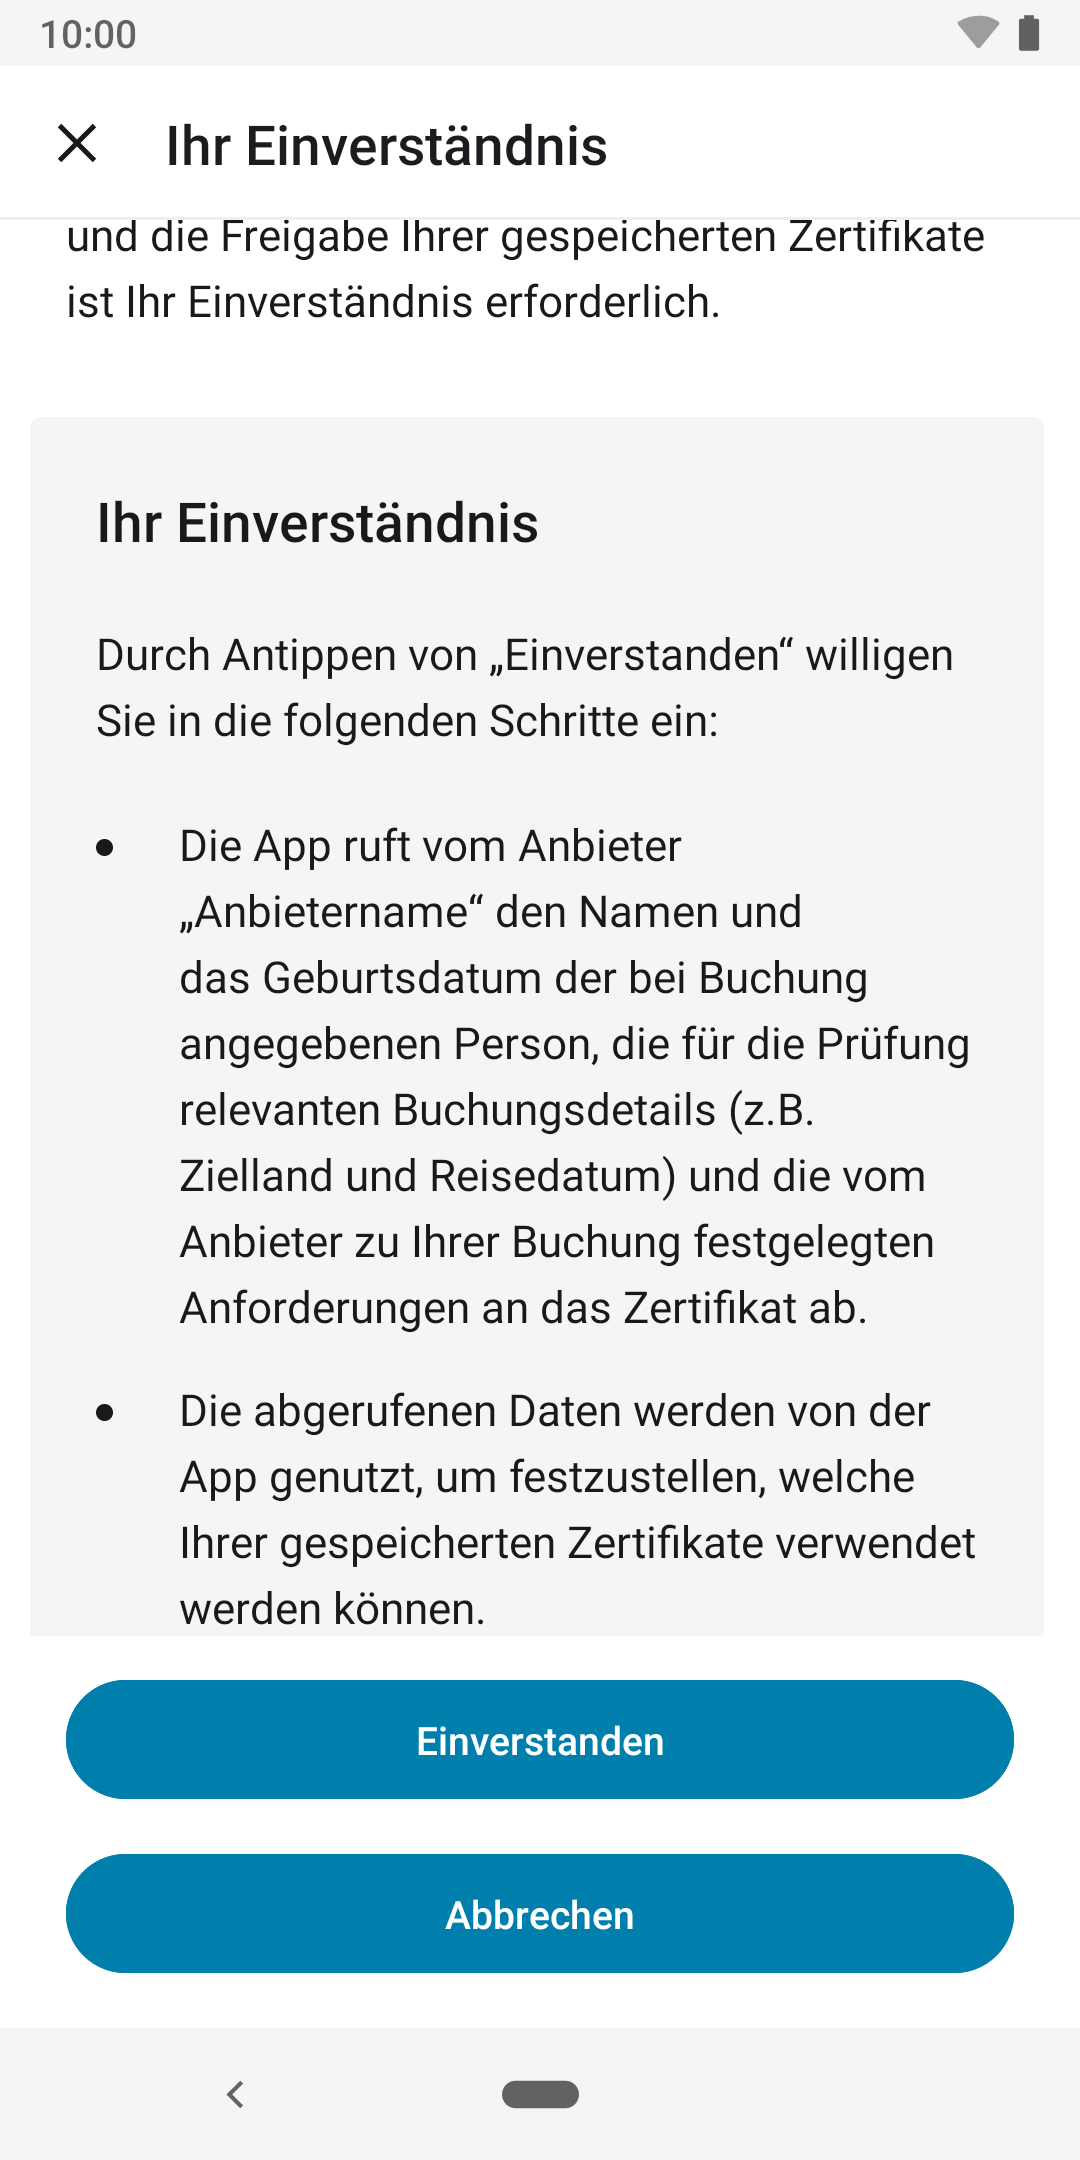 10:00
Ihr Einverständnis
und die Freigabe Ihrer gespeicherten Zertifikate
ist Ihr Einverständnis erforderlich.
Ihr Einverständnis
Durch Antippen von „Einverstanden“ willigen
Sie in die folgenden Schritte ein:
● Die App ruft vom Anbieter
„Anbietername“ den Namen und
das Geburtsdatum der bei Buchung
angegebenen Person, die für die Prüfung
relevanten Buchungsdetails (z.B.
Zielland und Reisedatum) und die vom
Anbieter zu Ihrer Buchung festgelegten
Anforderungen an das Zertifikat ab.
● Die abgerufenen Daten werden von der
App genutzt, um festzustellen, welche
Ihrer gespeicherten Zertifikate verwendet
werden können.
Einverstanden
Abbrechen